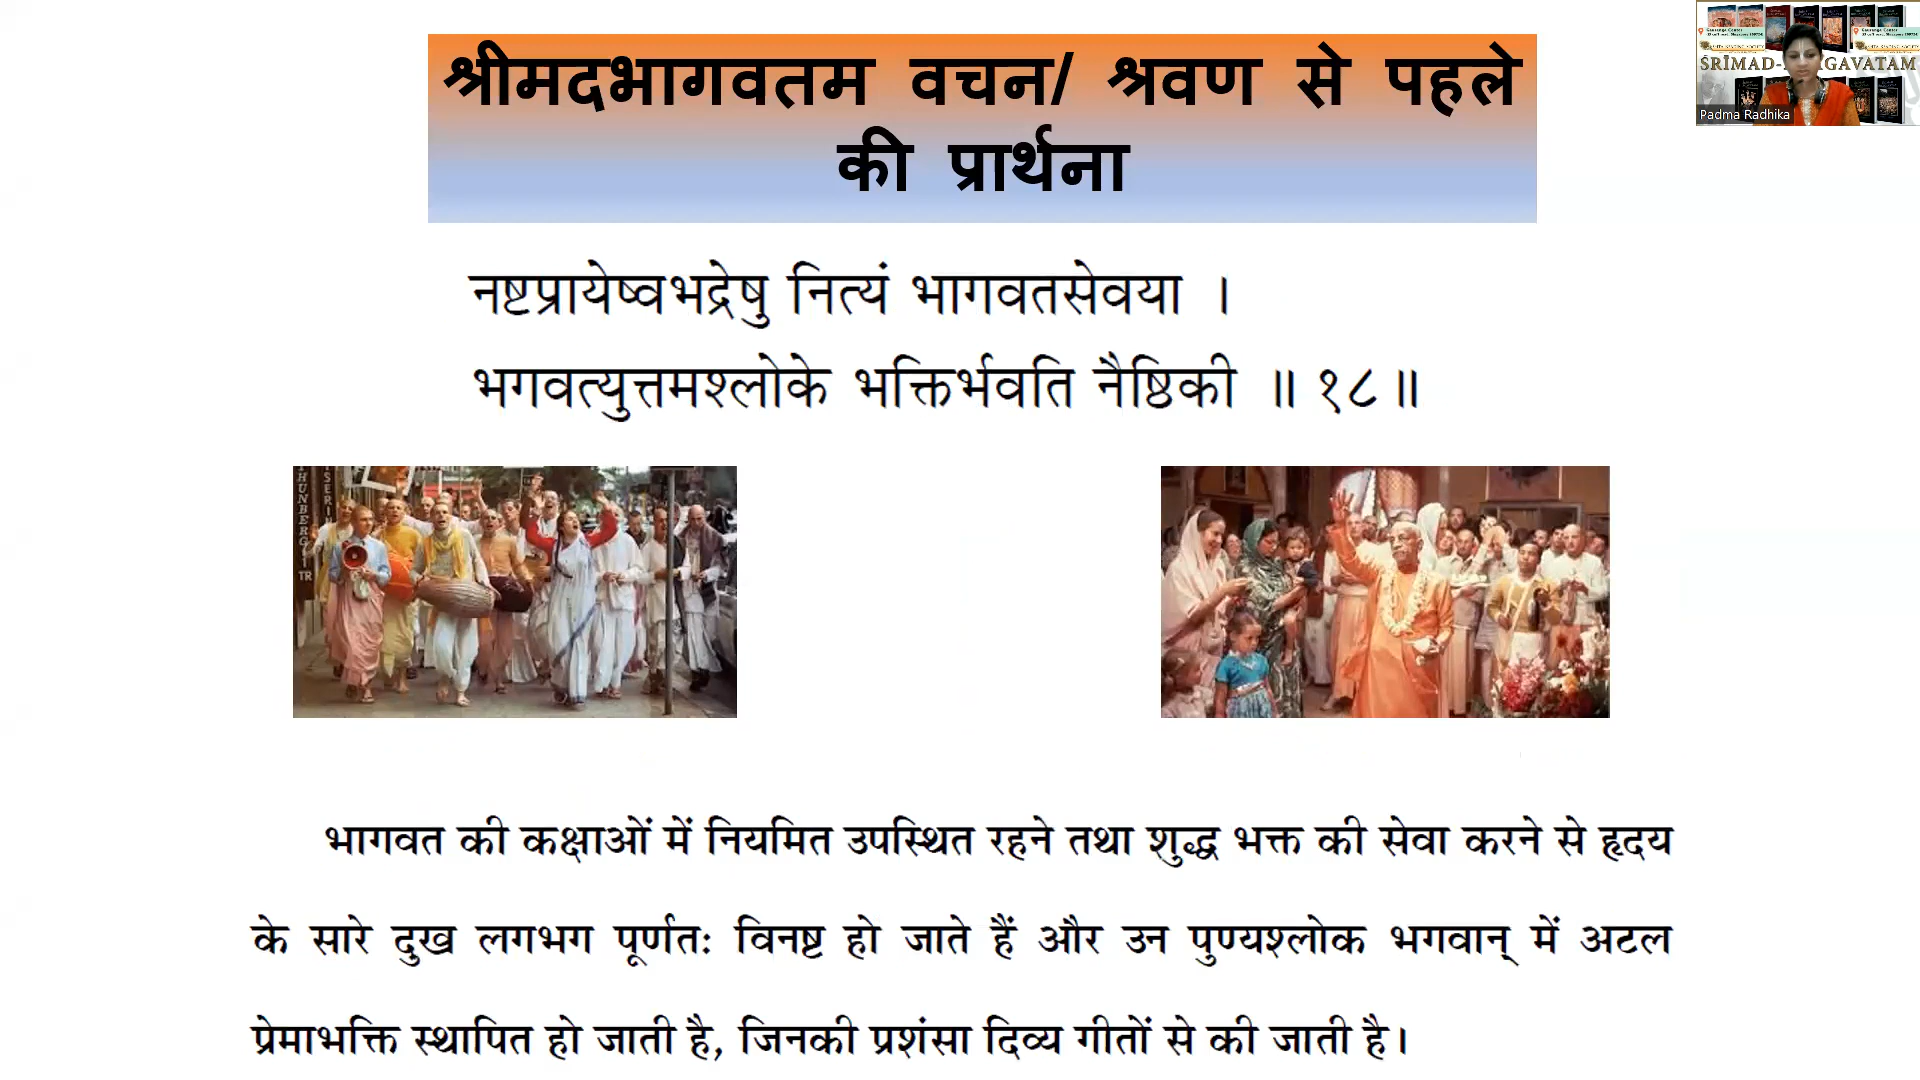 श्रीमदभागवतम वचन/ श्रवण से पहले
की प्रार्थना
SRIMAD-
GAVATAM
Padma Radhika
नष्टप्रायेष्वभद्रेषु नित्यं भागवतसेवया ।
भगवत्युत्तमश्लोके भक्तिर्भवति नैष्ठिकी ॥ १८॥
THUNBERG
TR
भागवत की कक्षाओं में नियमित उपस्थित रहने तथा शुद्ध भक्त की सेवा करने से हृदय
के सारे दुख लगभग पूर्णतः विनष्ट हो जाते हैं और उन पुण्यश्लोक भगवान् में अटल
प्रेमाभक्ति स्थापित हो जाती है, जिनकी प्रशंसा दिव्य गीतों से की जाती है।